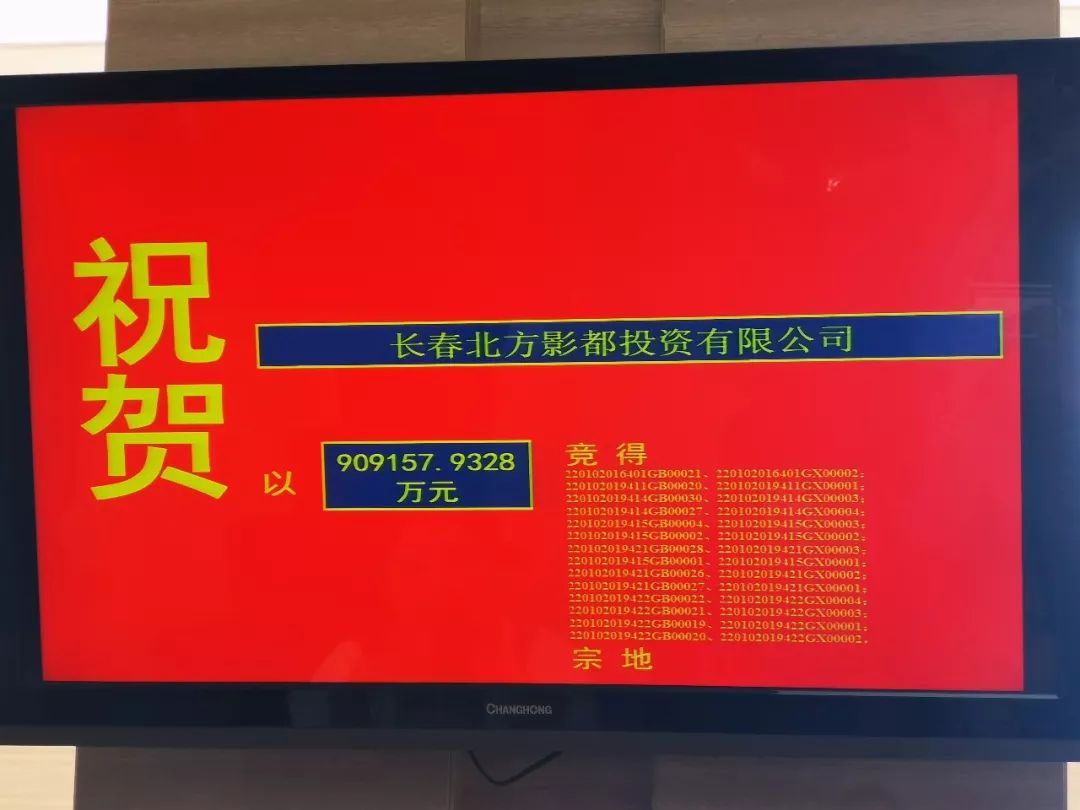 祝贺
长春北方影都投资有限公司
以
909157.9328
万元
竞得
220102016401GB00021、220102016401GX00002;
220102019411GB00020、220102019411GX00001;
220102019414GB00030、220102019414GX00003;
220102019414GB00027、220102019414GX00004;
220102019415GB00004、220102019415GX00003;
220102019415GB00002、220102019415GX00002;
220102019421GB00028、220102019421GX00003;
220102019415GB00001、220102019415GX00001;
220102019421GB00026、220102019421GX00002;
220102019421GB00027、220102019421GX00001;
220102019422GB00022、220102019422GX00004;
220102019422GB00021、220102019422GX00003;
220102019422GB00019、220102019422GX00001;
220102019422GB00020、220102019422GX00002。
宗地
CHANGHONG